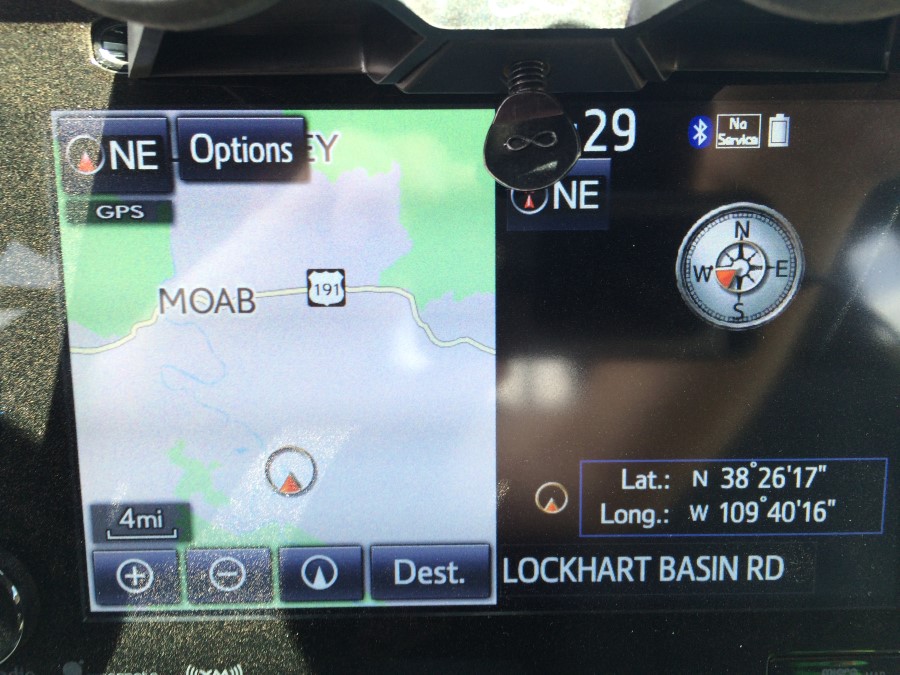 NE
Options
EY
GPS
MOAB
191
4mi
Dest.
29
No
Service
NE
N
W E
S
Lat.: N 38°26'17"
Long.: W 109°40'16"
LOCKHART BASIN RD
XM